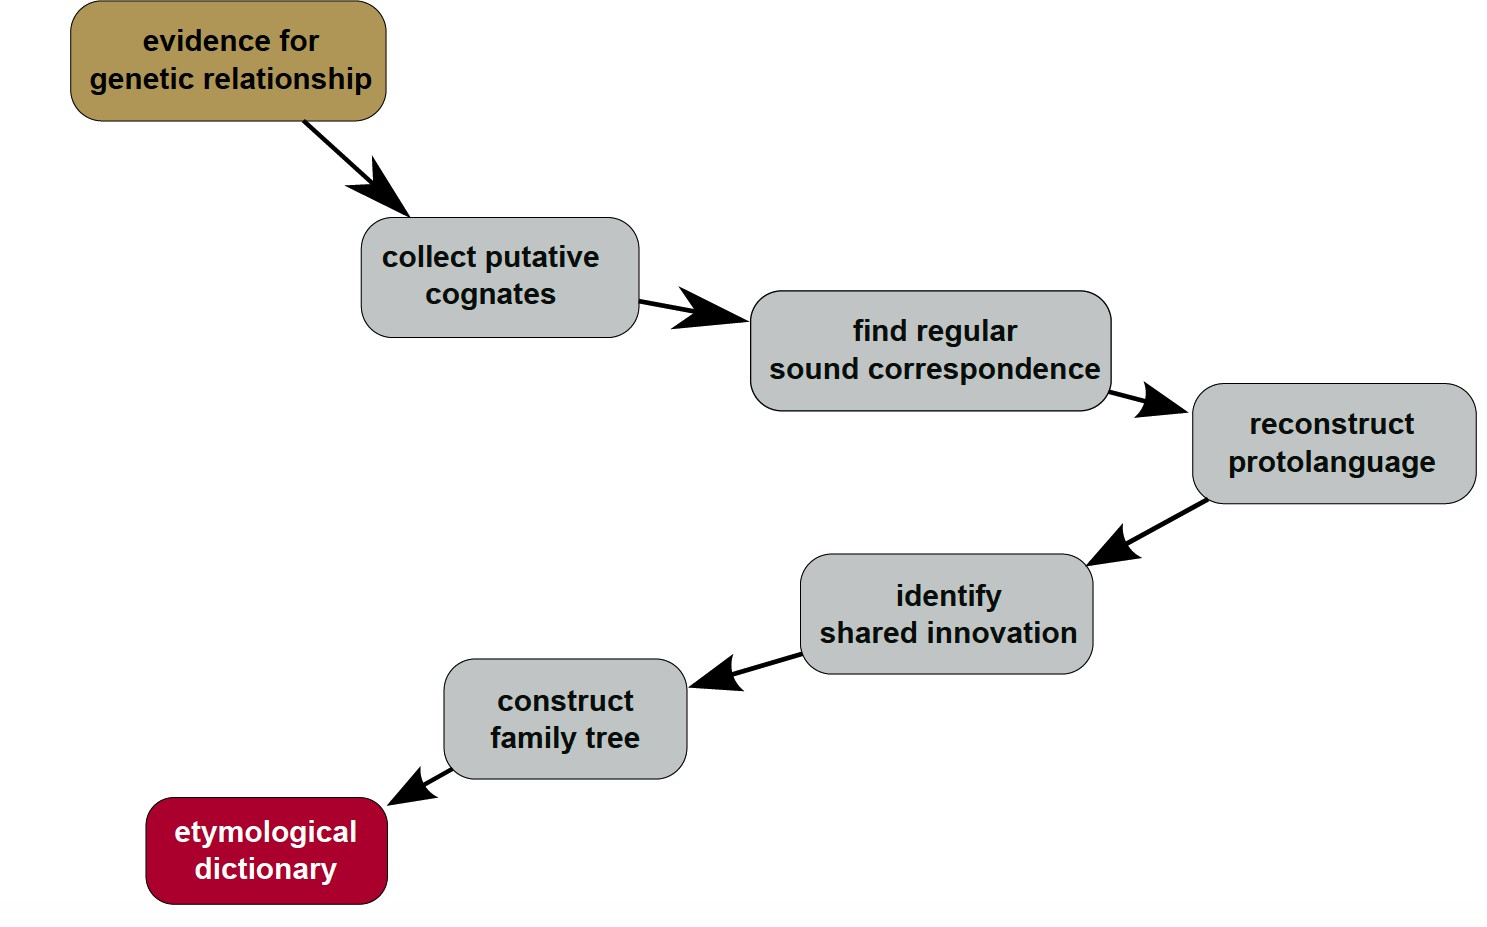 evidence for
genetic relationship
collect putative
cognates
find regular
sound correspondence
reconstruct
protolanguage
identify
shared innovation
construct
family tree
etymological
dictionary